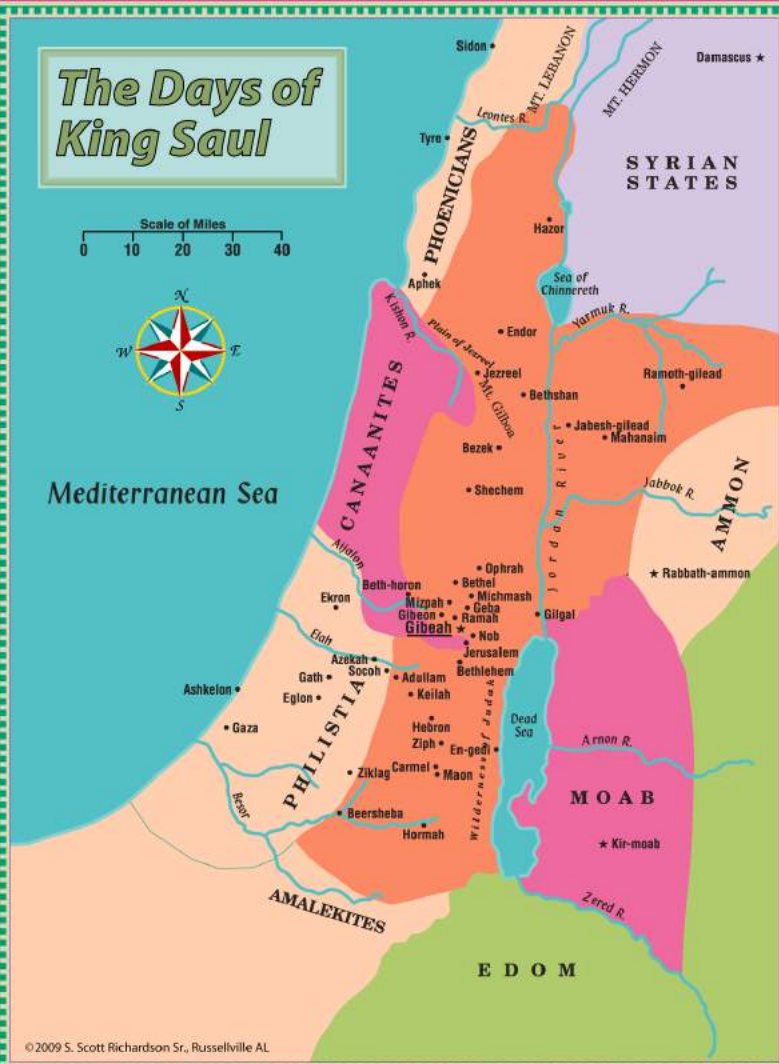 The Days of
King Saul
Scale of Miles
0 10 20 30 40
N
W E
S
Sidon
MT. LEBANON
MT. HERMON
Damascus
Leontes R.
Tyre
PHOENICIANS
SYRIAN
STATES
Hazor
Aphek
Sea of
Chinnereth
Kishon R.
Yarmuk R.
Plain of Jezreel
Endor
Jezreel
Ramoth-gilead
Mt. Gilboa
Bethshan
CANAANITES
Jabesh-gilead
Mahanaim
Bezek
Jordan River
AMMON
Mediterranean Sea
Shechem
Jabbok R.
Aijalon
Ophrah
Rabbath-ammon
Beth-horon
Bethel
Ekron
Mizpah
Michmash
Geba
Gibeon
Ramah
Gilgal
Gibeah
Nob
Elah
Jerusalem
Azekah
Socoh
Bethlehem
Gath
Adullam
Ashkelon
Eglon
Keilah
PHILISTIA
Wilderness of Judah
Dead
Sea
Gaza
Hebron
Ziph
En-gedi
Arnon R.
Ziklag
Carmel
Maon
MOAB
Besor
Beersheba
Hormah
Kir-moab
AMALEKITES
Zered R.
EDOM
©2009 S. Scott Richardson Sr., Russellville AL